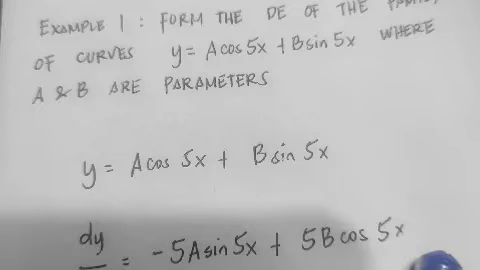 EXAMPLE 1 : FORM THE DE OF THE
OF CURVES y = A cos 5x + B sin 5x WHERE
A & B ARE PARAMETERS
y = A cos 5x + B sin 5x
dy
— = -5A sin 5x + 5B cos 5x